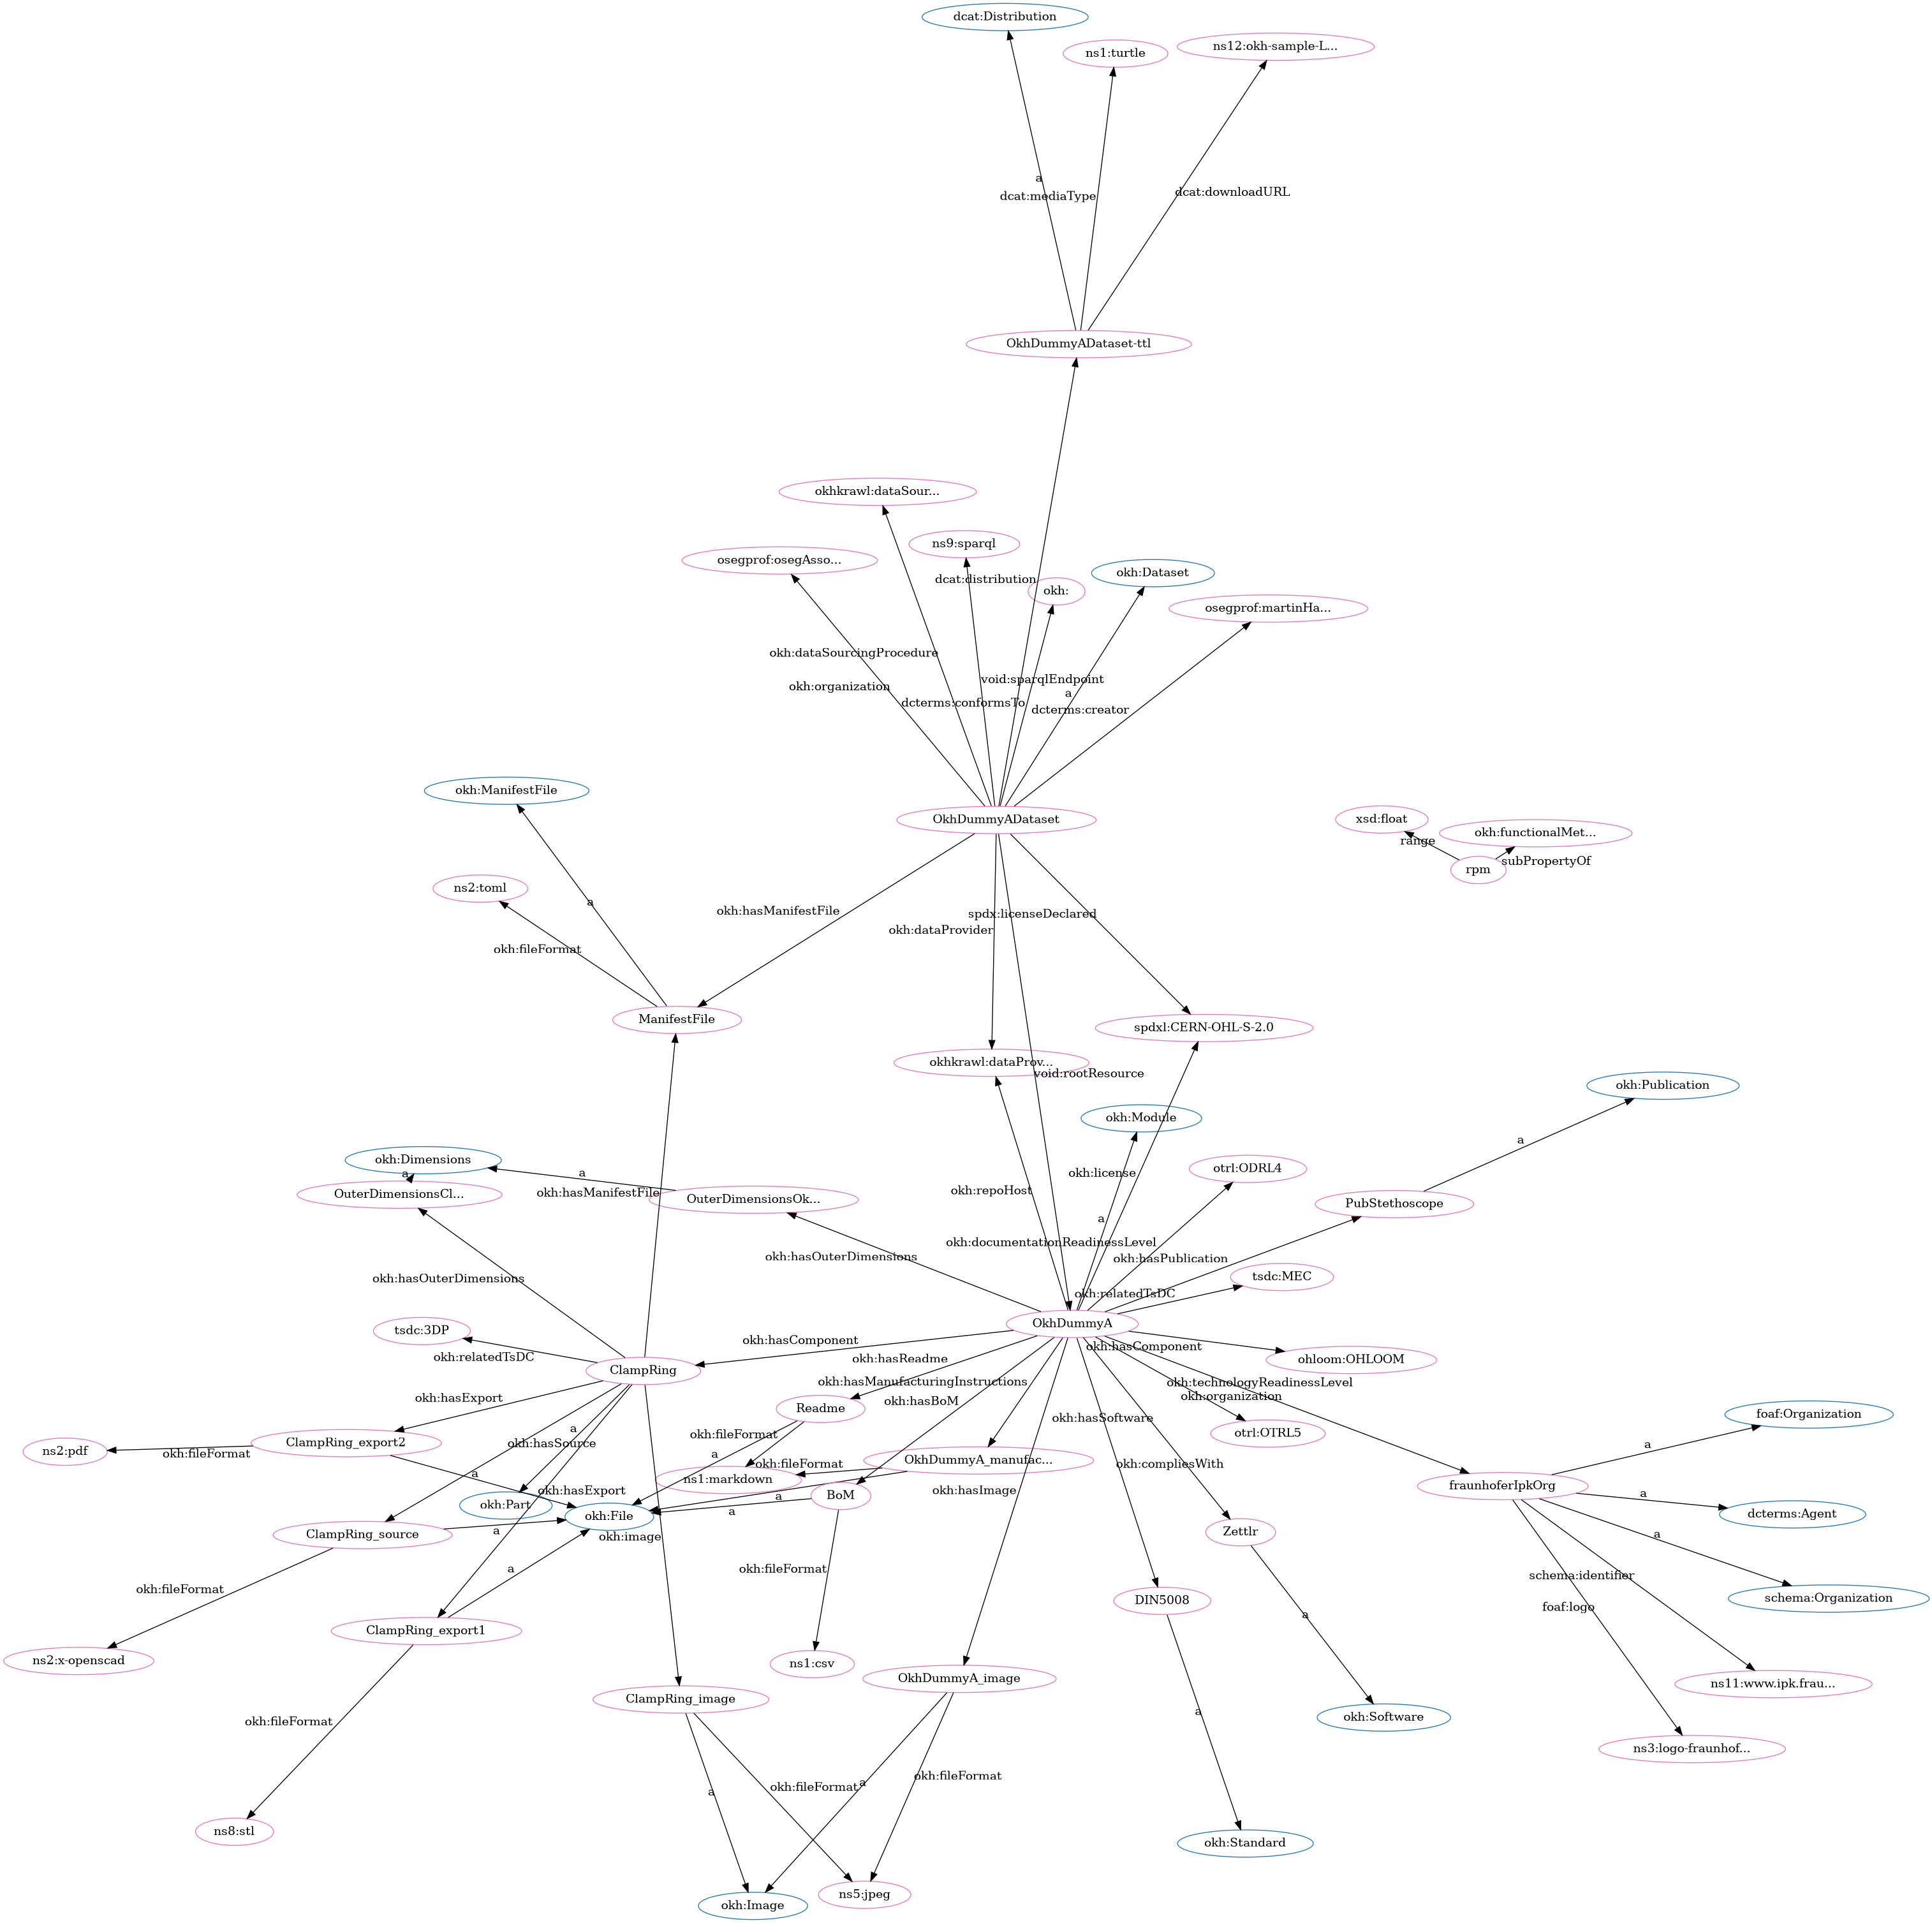 dcat:Distribution
ns12:okh-sample-L...
ns1:turtle
a
dcat:downloadURL
dcat:mediaType
OkhDummyADataset-ttl
okhkrawl:dataSour...
ns9:sparql
osegprof:osegAsso...
okh:Dataset
dcat:distribution
okh:
osegprof:martinHa...
okh:dataSourcingProcedure
void:sparqlEndpoint
okh:organization
a
dcterms:conformsTo
dcterms:creator
okh:ManifestFile
OkhDummyADataset
xsd:float
okh:functionalMet...
range
subPropertyOf
rpm
ns2:toml
a
okh:hasManifestFile
spdx:licenseDeclared
okh:dataProvider
okh:fileFormat
ManifestFile
spdxl:CERN-OHL-S-2.0
okhkrawl:dataProv...
void:rootResource
okh:Publication
okh:Module
a
okh:Dimensions
a
a
okh:license
otrl:ODRL4
okh:hasManifestFile
okh:repoHost
OuterDimensionsCl...
OuterDimensionsOk...
PubStethoscope
a
okh:documentationReadinessLevel
okh:hasOuterDimensions
okh:hasPublication
okh:hasOuterDimensions
tsdc:MEC
okh:relatedTsDC
OkhDummyA
tsdc:3DP
okh:hasComponent
okh:hasComponent
okh:relatedTsDC
okh:hasReadme
ohloom:OHLOOM
ClampRing
okh:hasManufacturingInstructions
okh:technologyReadinessLevel
okh:hasExport
okh:hasBoM
okh:organization
Readme
okh:hasSoftware
foaf:Organization
a
okh:fileFormat
otrl:OTRL5
ClampRing_export2
okh:hasSource
a
a
ns2:pdf
okh:fileFormat
okh:fileFormat
OkhDummyA_manufac...
okh:compliesWith
a
ns1:markdown
fraunhoferIpkOrg
okh:hasExport
okh:hasImage
a
BoM
a
okh:Part
a
okh:File
dcterms:Agent
ClampRing_source
a
okh:image
Zettlr
a
a
okh:fileFormat
okh:fileFormat
schema:identifier
okh:fileFormat
DIN5008
schema:Organization
foaf:logo
a
ClampRing_export1
ns2:x-openscad
ns1:csv
OkhDummyA_image
ns11:www.ipk.frau...
ClampRing_image
a
okh:Software
okh:fileFormat
ns3:logo-fraunhof...
okh:fileFormat
a
okh:fileFormat
a
ns8:stl
okh:Standard
ns5:jpeg
okh:Image